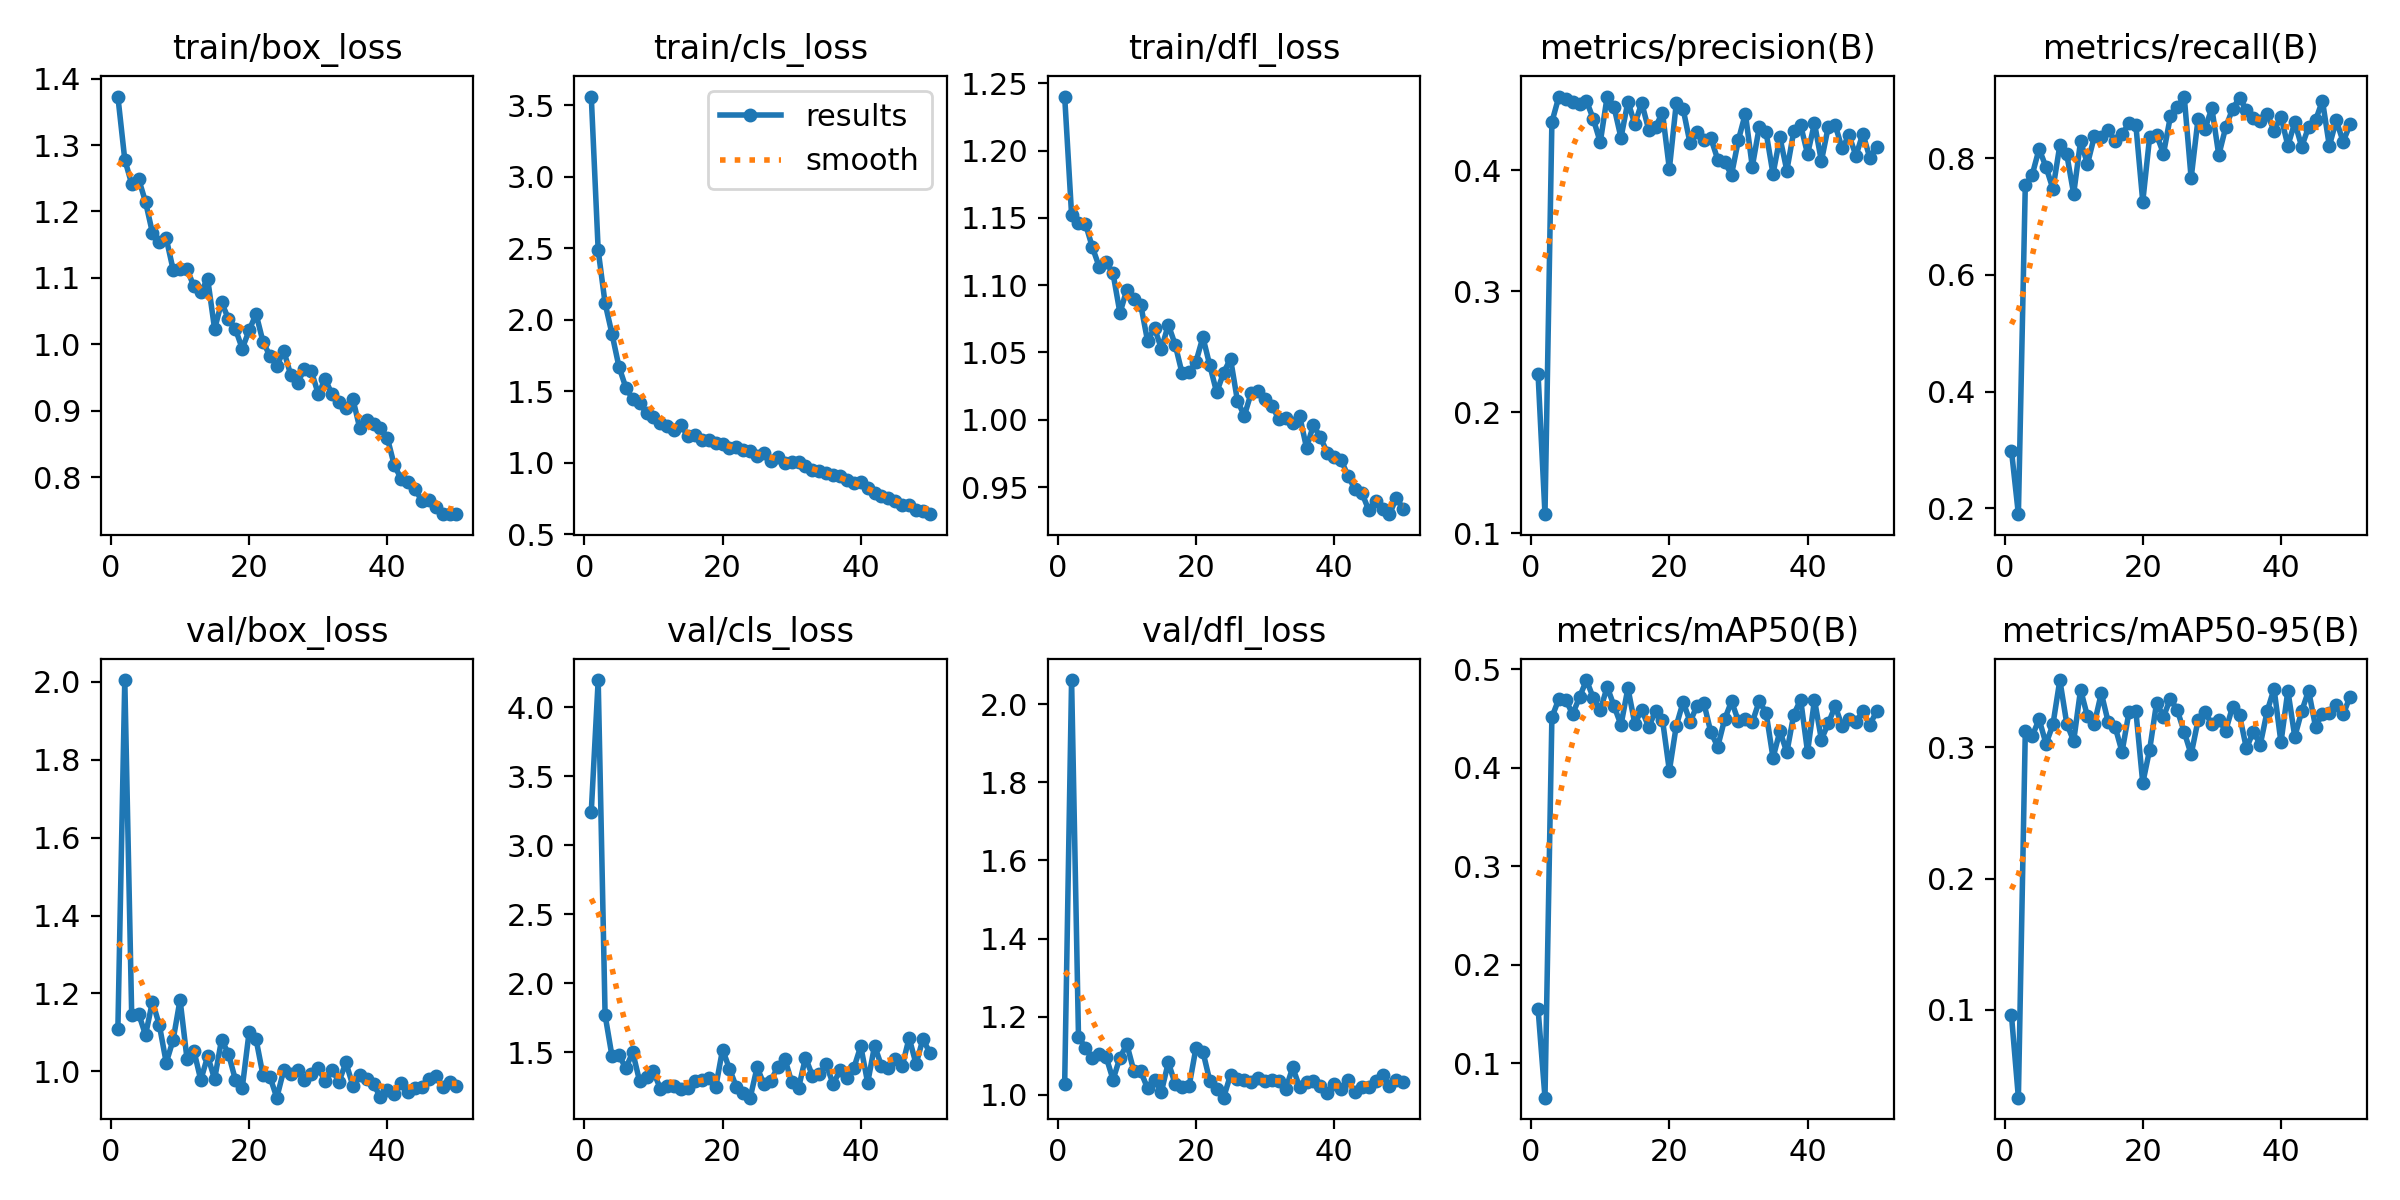 train/box_loss
1.4
1.3
1.2
1.1
1.0
0.9
0.8
0 20 40
train/cls_loss
results
smooth
3.5
3.0
2.5
2.0
1.5
1.0
0.5
0 20 40
train/dfl_loss
1.25
1.20
1.15
1.10
1.05
1.00
0.95
0 20 40
metrics/precision(B)
0.4
0.3
0.2
0.1
0 20 40
metrics/recall(B)
0.8
0.6
0.4
0.2
0 20 40
val/box_loss
2.0
1.8
1.6
1.4
1.2
1.0
0 20 40
val/cls_loss
4.0
3.5
3.0
2.5
2.0
1.5
0 20 40
val/dfl_loss
2.0
1.8
1.6
1.4
1.2
1.0
0 20 40
metrics/mAP50(B)
0.5
0.4
0.3
0.2
0.1
0 20 40
metrics/mAP50-95(B)
0.3
0.2
0.1
0 20 40